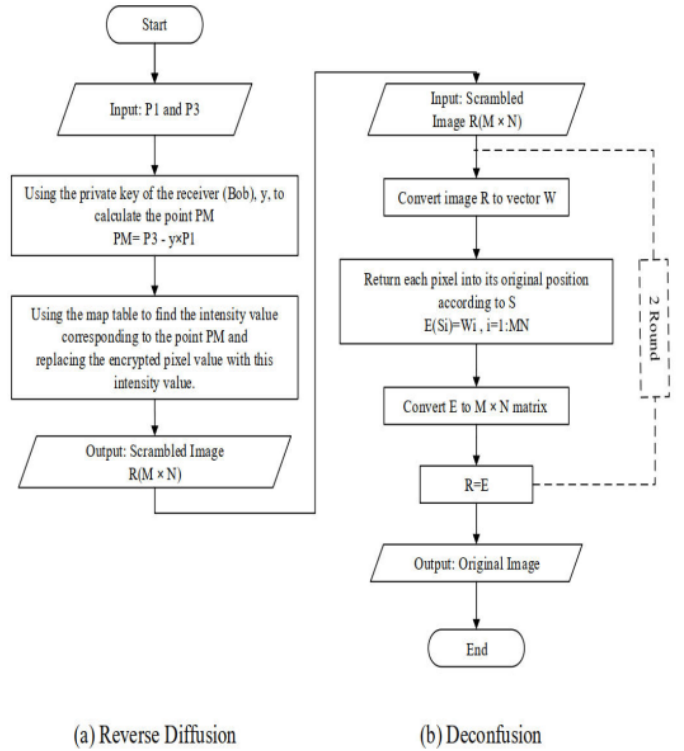 Start
Input: P1 and P3
Using the private key of the receiver (Bob), y, to
calculate the point PM
PM= P3 - y×P1
Using the map table to find the intensity value
corresponding to the point PM and
replacing the encrypted pixel value with this
intensity value.
Output: Scrambled Image
R(M × N)
(a) Reverse Diffusion
Input: Scrambled
Image R(M × N)
Convert image R to vector W
Return each pixel into its original position
according to S
E(Si)=Wi , i=1:MN
Convert E to M × N matrix
R=E
2 Round
Output: Original Image
End
(b) Deconfusion